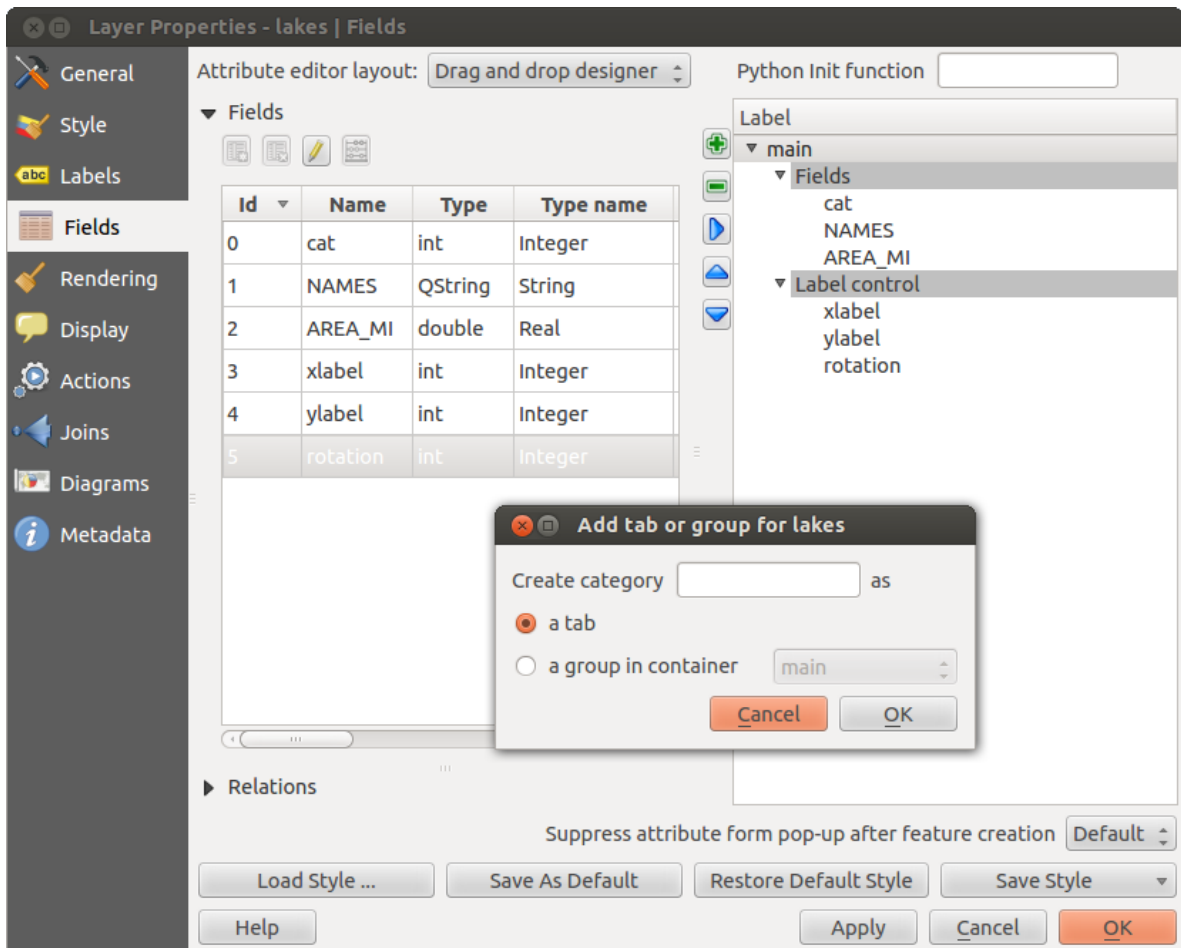 Layer Properties - lakes | Fields
General
Style
abc Labels
Fields
Rendering
Display
Actions
Joins
Diagrams
Metadata
Attribute editor layout: Drag and drop designer
Python Init function
Fields
Id Name Type Type name
0 cat int Integer
1 NAMES QString String
2 AREA_MI double Real
3 xlabel int Integer
4 ylabel int Integer
5 rotation int Integer
Label
main
Fields
cat
NAMES
AREA_MI
Label control
xlabel
ylabel
rotation
Add tab or group for lakes
Create category as
a tab
a group in container main
Cancel OK
Relations
Suppress attribute form pop-up after feature creation Default
Load Style ... Save As Default Restore Default Style Save Style
Help Apply Cancel OK